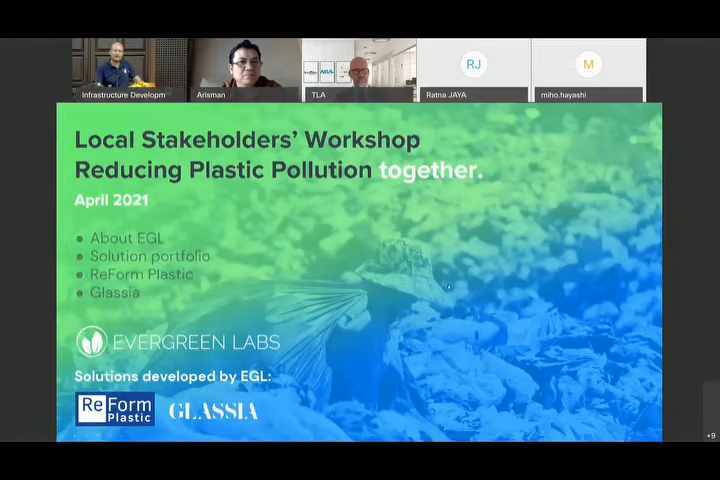 RJ
M
Infrastructure Developm
Arisman
TLA
Ratna JAYA
miho.hayashi
Local Stakeholders' Workshop
Reducing Plastic Pollution together.
April 2021
● About EGL
● Solution portfolio
● ReForm Plastic
● Glassia
EVERGREEN LABS
Solutions developed by EGL:
ReForm
Plastic
GLASSIA
+9